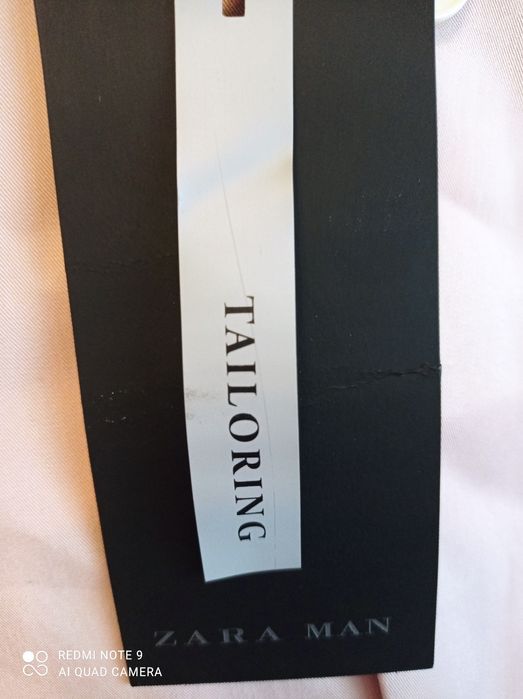 TAILORING
ZARA MAN
REDMI NOTE 9
AI QUAD CAMERA